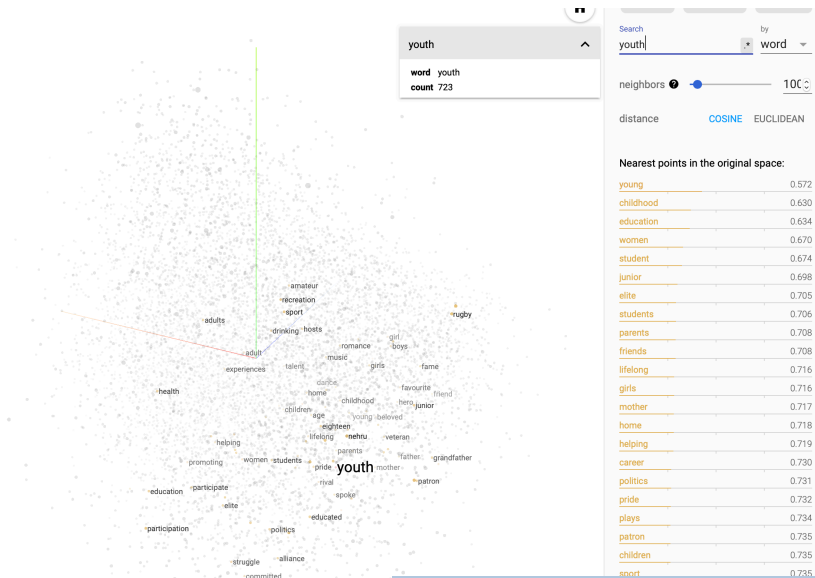 youth
word youth
count 723
Search
by
youth
.*
word
neighbors
100
distance
COSINE
EUCLIDEAN
Nearest points in the original space:
young 0.572
childhood 0.630
education 0.634
women 0.670
student 0.674
junior 0.698
elite 0.705
students 0.706
parents 0.708
friends 0.708
lifelong 0.716
girls 0.716
mother 0.717
home 0.718
helping 0.719
career 0.730
politics 0.731
pride 0.732
plays 0.734
patron 0.735
children 0.735
sport 0.735
amateur
recreation
sport
rugby
adults
drinking hosts
girl
romance boys
adult
music
experiences talent girls fame
dance
favourite
health home friend
childhood hero junior
children
age young beloved
eighteen
lifelong nehru veteran
helping
parents
father grandfather
promoting women students
pride youth mother
rival patron
education participate spoke
elite
educated
participation politics
alliance
struggle
committed